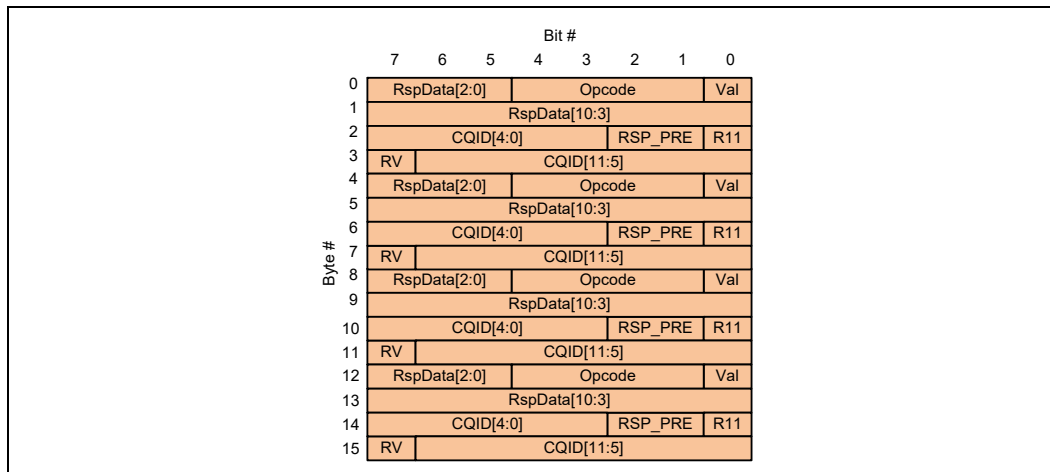 Bit #
7 6 5 4 3 2 1 0
Byte #
0 RspData[2:0] Opcode Val
1 RspData[10:3]
2 CQID[4:0] RSP_PRE R11
3 RV CQID[11:5]
4 RspData[2:0] Opcode Val
5 RspData[10:3]
6 CQID[4:0] RSP_PRE R11
7 RV CQID[11:5]
8 RspData[2:0] Opcode Val
9 RspData[10:3]
10 CQID[4:0] RSP_PRE R11
11 RV CQID[11:5]
12 RspData[2:0] Opcode Val
13 RspData[10:3]
14 CQID[4:0] RSP_PRE R11
15 RV CQID[11:5]